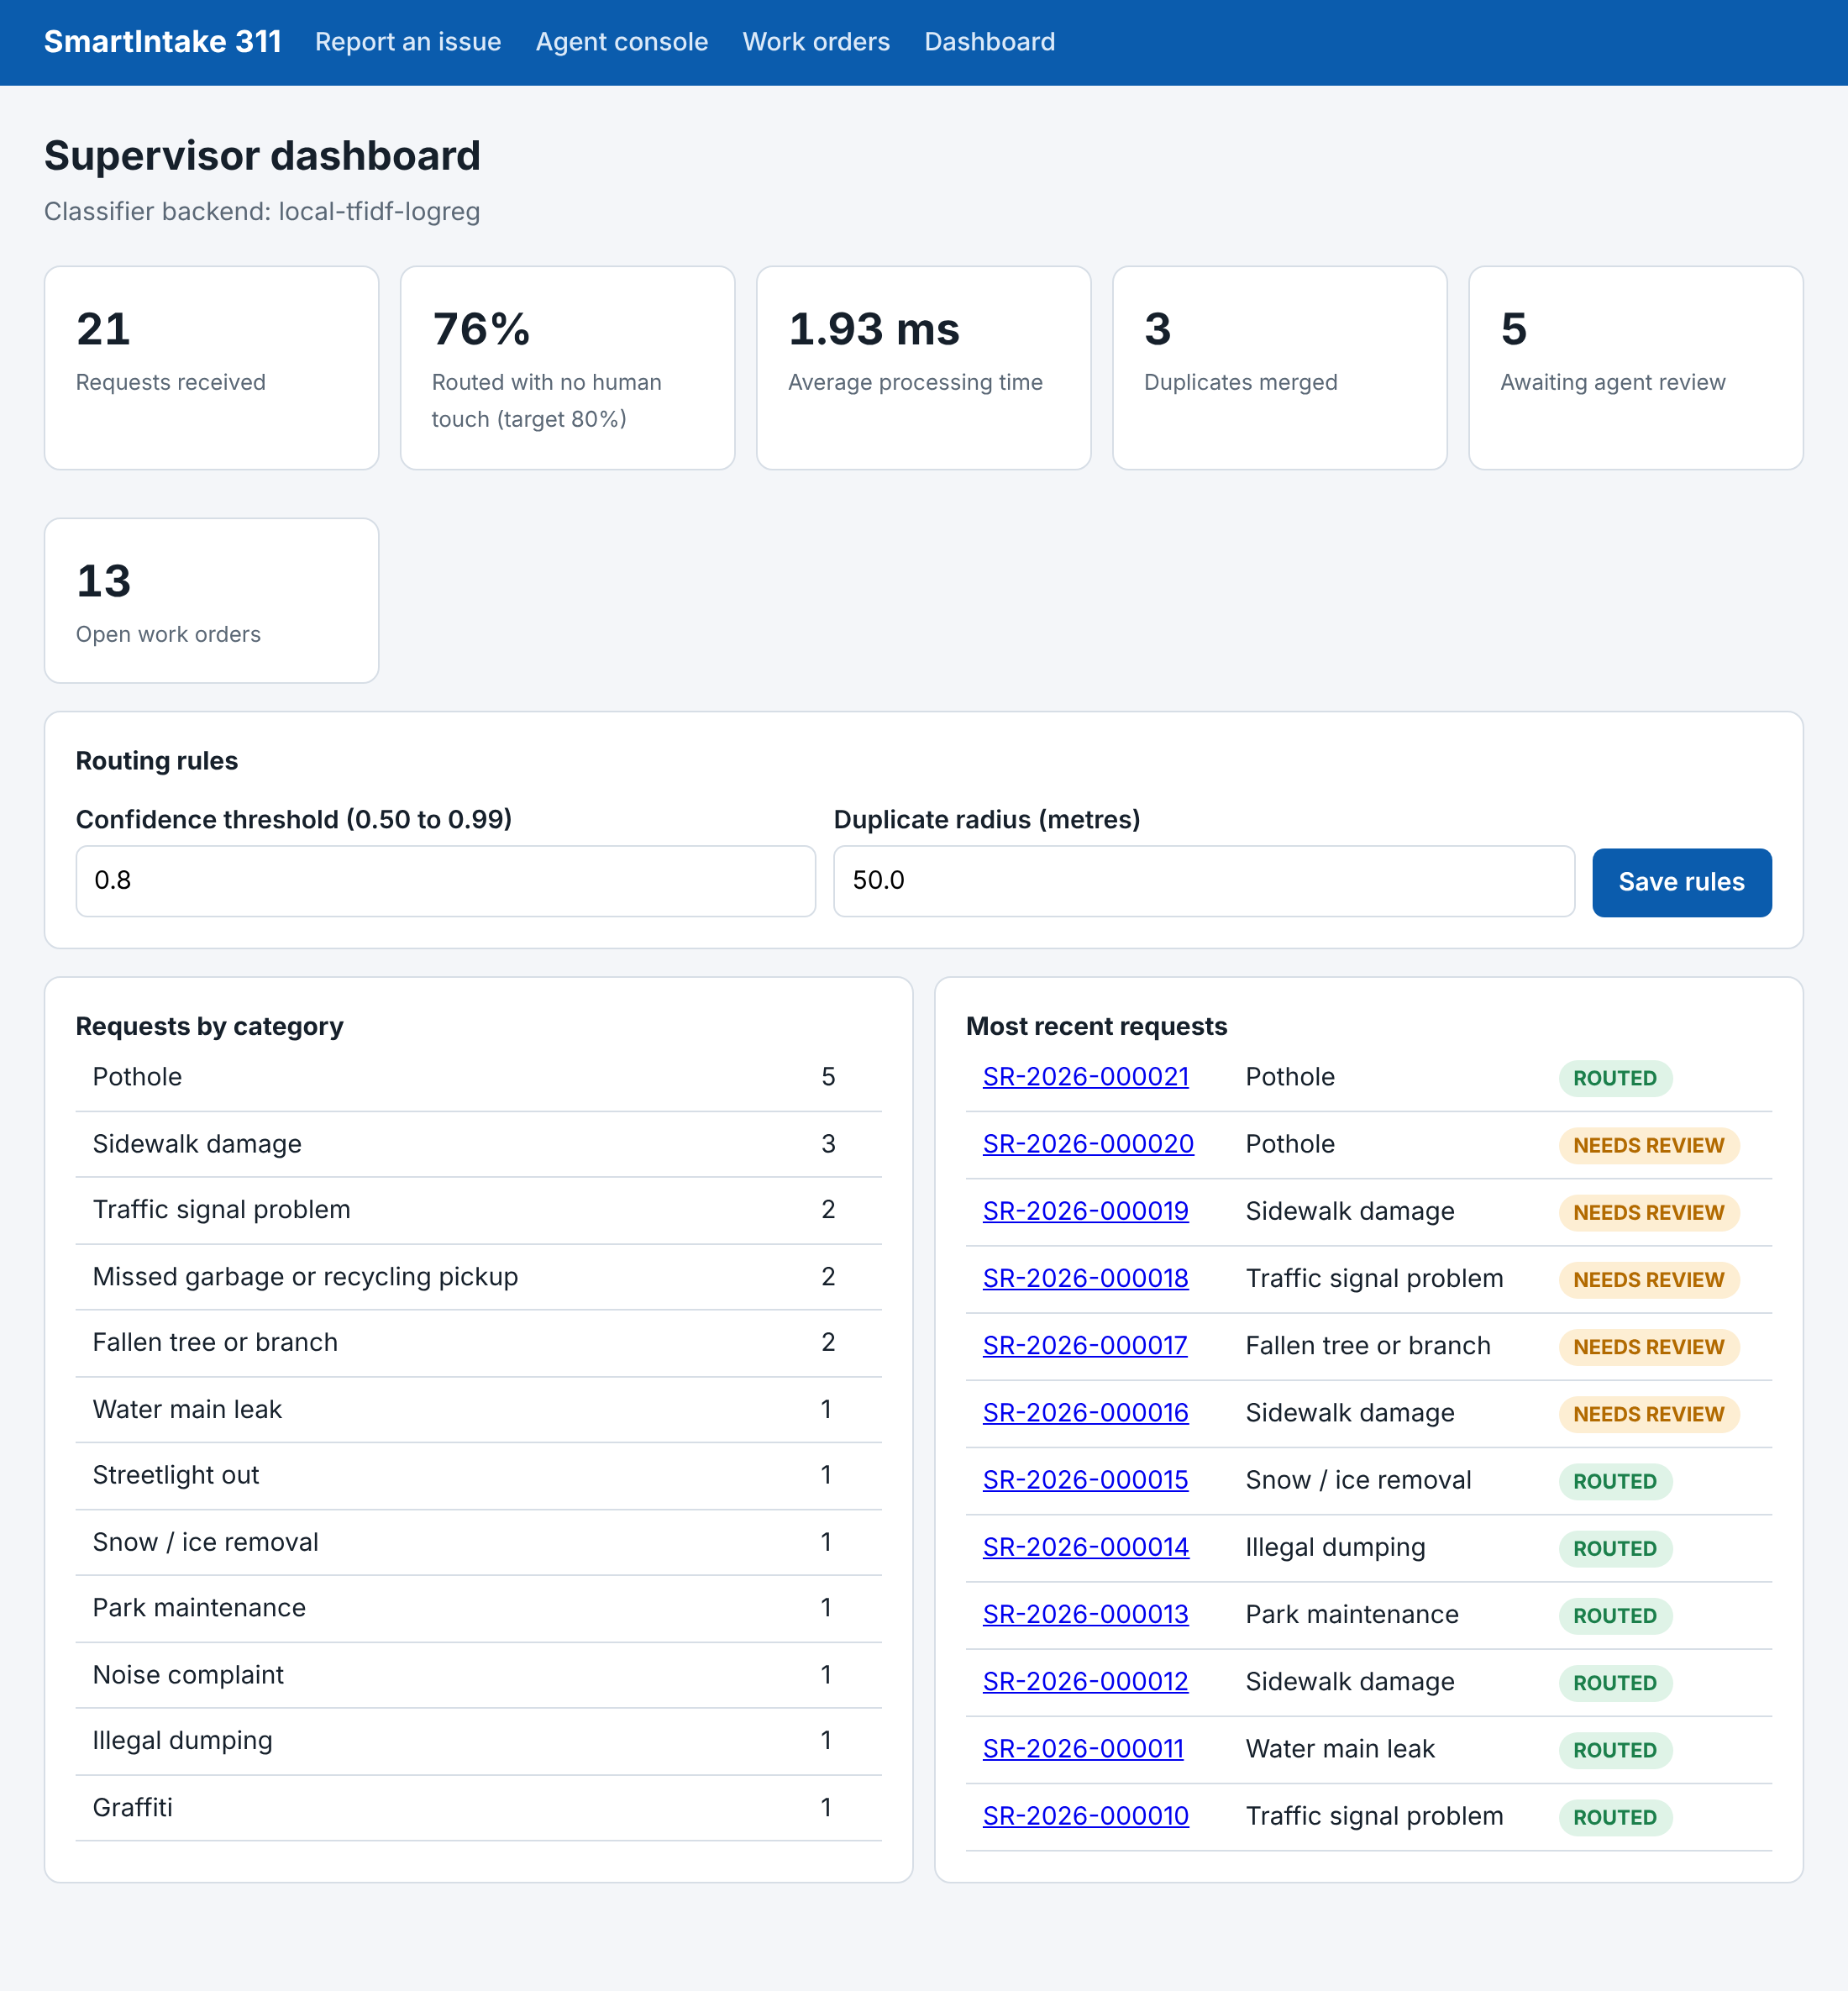 SmartIntake 311 Report an issue Agent console Work orders Dashboard
Supervisor dashboard
Classifier backend: local-tfidf-logreg
21
Requests received
76%
Routed with no human
touch (target 80%)
1.93 ms
Average processing time
3
Duplicates merged
5
Awaiting agent review
13
Open work orders
Routing rules
Confidence threshold (0.50 to 0.99)
0.8
Duplicate radius (metres)
50.0
Save rules
Requests by category
Pothole 5
Sidewalk damage 3
Traffic signal problem 2
Missed garbage or recycling pickup 2
Fallen tree or branch 2
Water main leak 1
Streetlight out 1
Snow / ice removal 1
Park maintenance 1
Noise complaint 1
Illegal dumping 1
Graffiti 1
Most recent requests
SR-2026-000021 Pothole ROUTED
SR-2026-000020 Pothole NEEDS REVIEW
SR-2026-000019 Sidewalk damage NEEDS REVIEW
SR-2026-000018 Traffic signal problem NEEDS REVIEW
SR-2026-000017 Fallen tree or branch NEEDS REVIEW
SR-2026-000016 Sidewalk damage NEEDS REVIEW
SR-2026-000015 Snow / ice removal ROUTED
SR-2026-000014 Illegal dumping ROUTED
SR-2026-000013 Park maintenance ROUTED
SR-2026-000012 Sidewalk damage ROUTED
SR-2026-000011 Water main leak ROUTED
SR-2026-000010 Traffic signal problem ROUTED